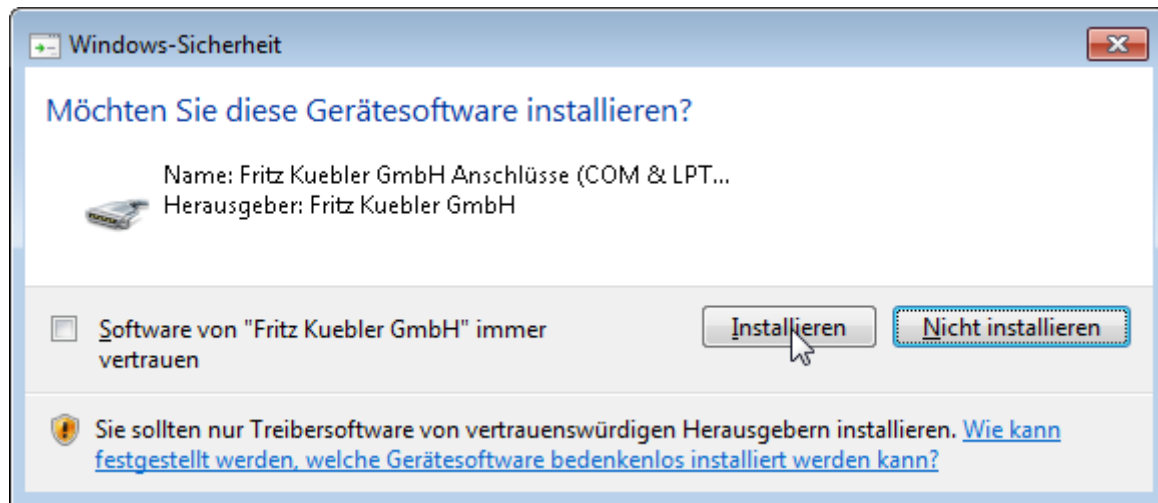 Windows-Sicherheit
Möchten Sie diese Gerätesoftware installieren?
Name: Fritz Kuebler GmbH Anschlüsse (COM & LPT...
Herausgeber: Fritz Kuebler GmbH
Software von "Fritz Kuebler GmbH" immer
vertrauen
Installieren
Nicht installieren
Sie sollten nur Treibersoftware von vertrauenswürdigen Herausgebern installieren. Wie kann
festgestellt werden, welche Gerätesoftware bedenkenlos installiert werden kann?